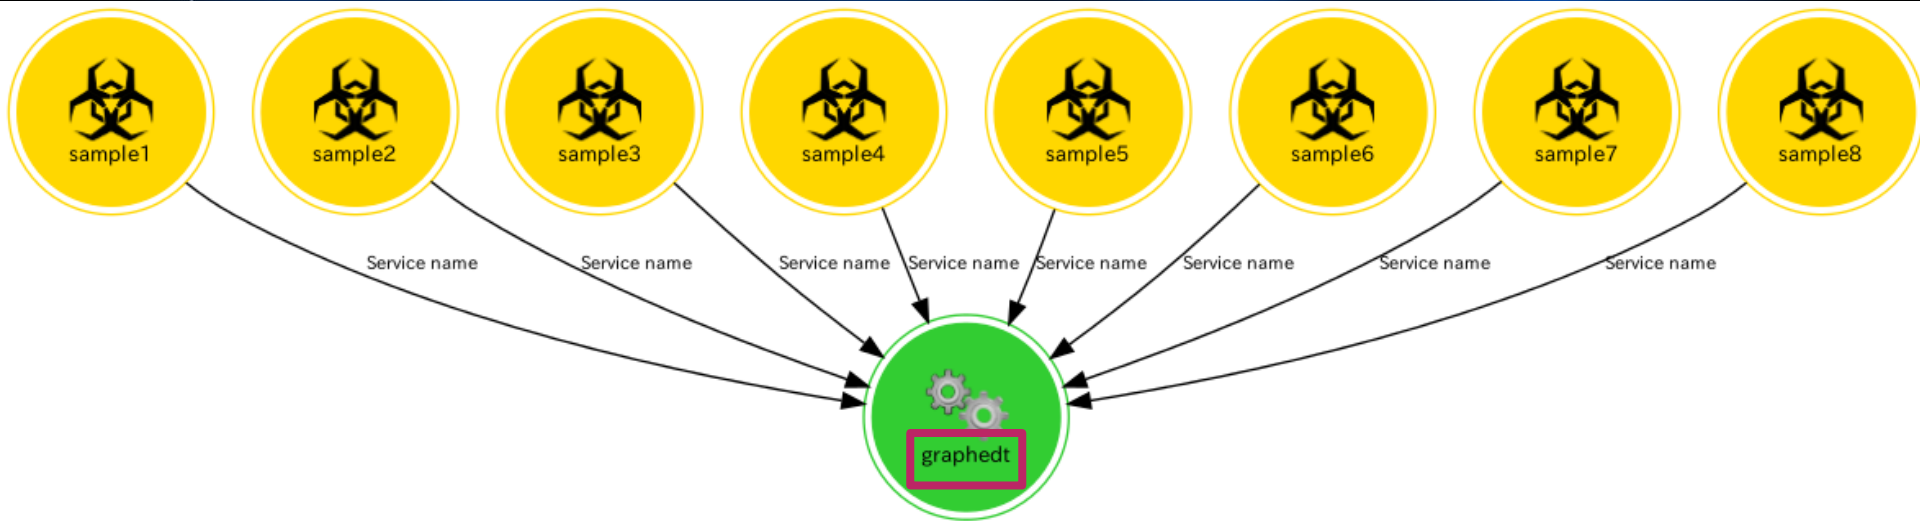 sample1
sample2
sample3
sample4
sample5
sample6
sample7
sample8
Service name
Service name
Service name
Service name
Service name
Service name
Service name
Service name
graphedt